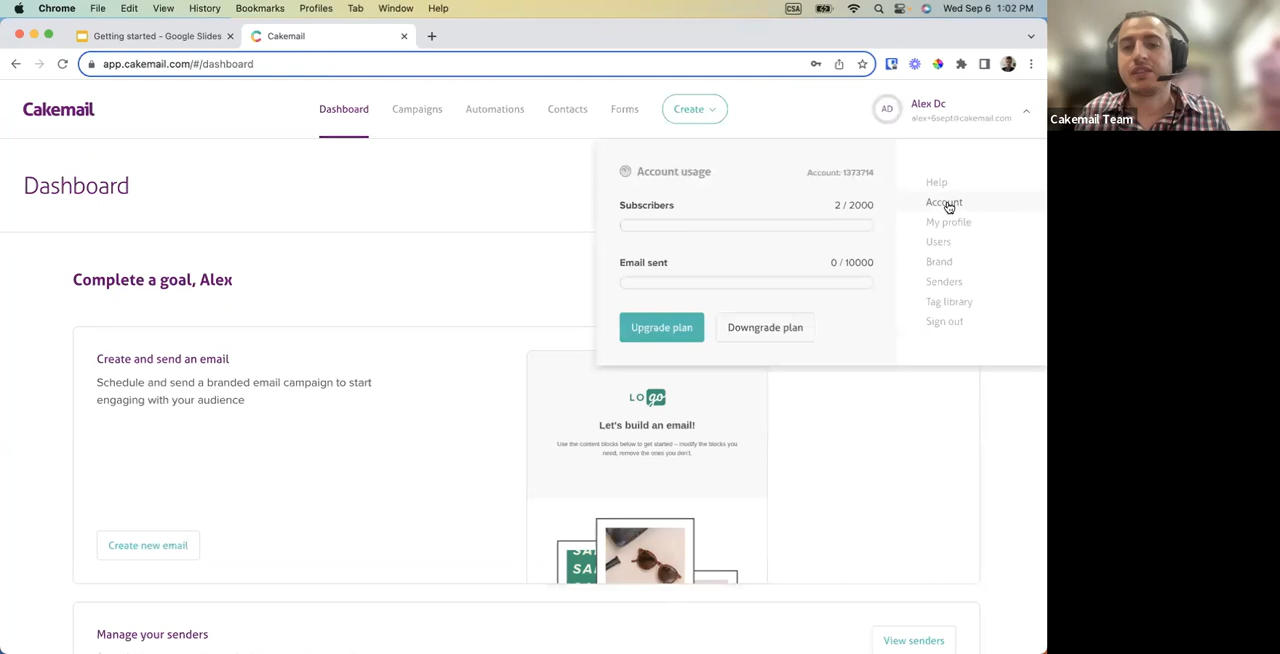 Chrome File Edit View History Bookmarks Profiles Tab Window Help
CSA
Wed Sep 6 1:02 PM
Getting started - Google Slides
Cakemail
app.cakemail.com/#/dashboard
Cakemail
Dashboard Campaigns Automations Contacts Forms Create
AD
Alex Dc
alex+6sept@cakemail.com
Cakemail Team
Dashboard
Account usage
Account: 1373714
Subscribers
2 / 2000
Email sent
0 / 10000
Upgrade plan
Downgrade plan
Help
Account
My profile
Users
Brand
Senders
Tag library
Sign out
Complete a goal, Alex
Create and send an email
Schedule and send a branded email campaign to start
engaging with your audience
Create new email
LO go
Let's build an email!
Use the content blocks below to get started – modify the blocks you
need, remove the ones you don't.
SA
Manage your senders
View senders